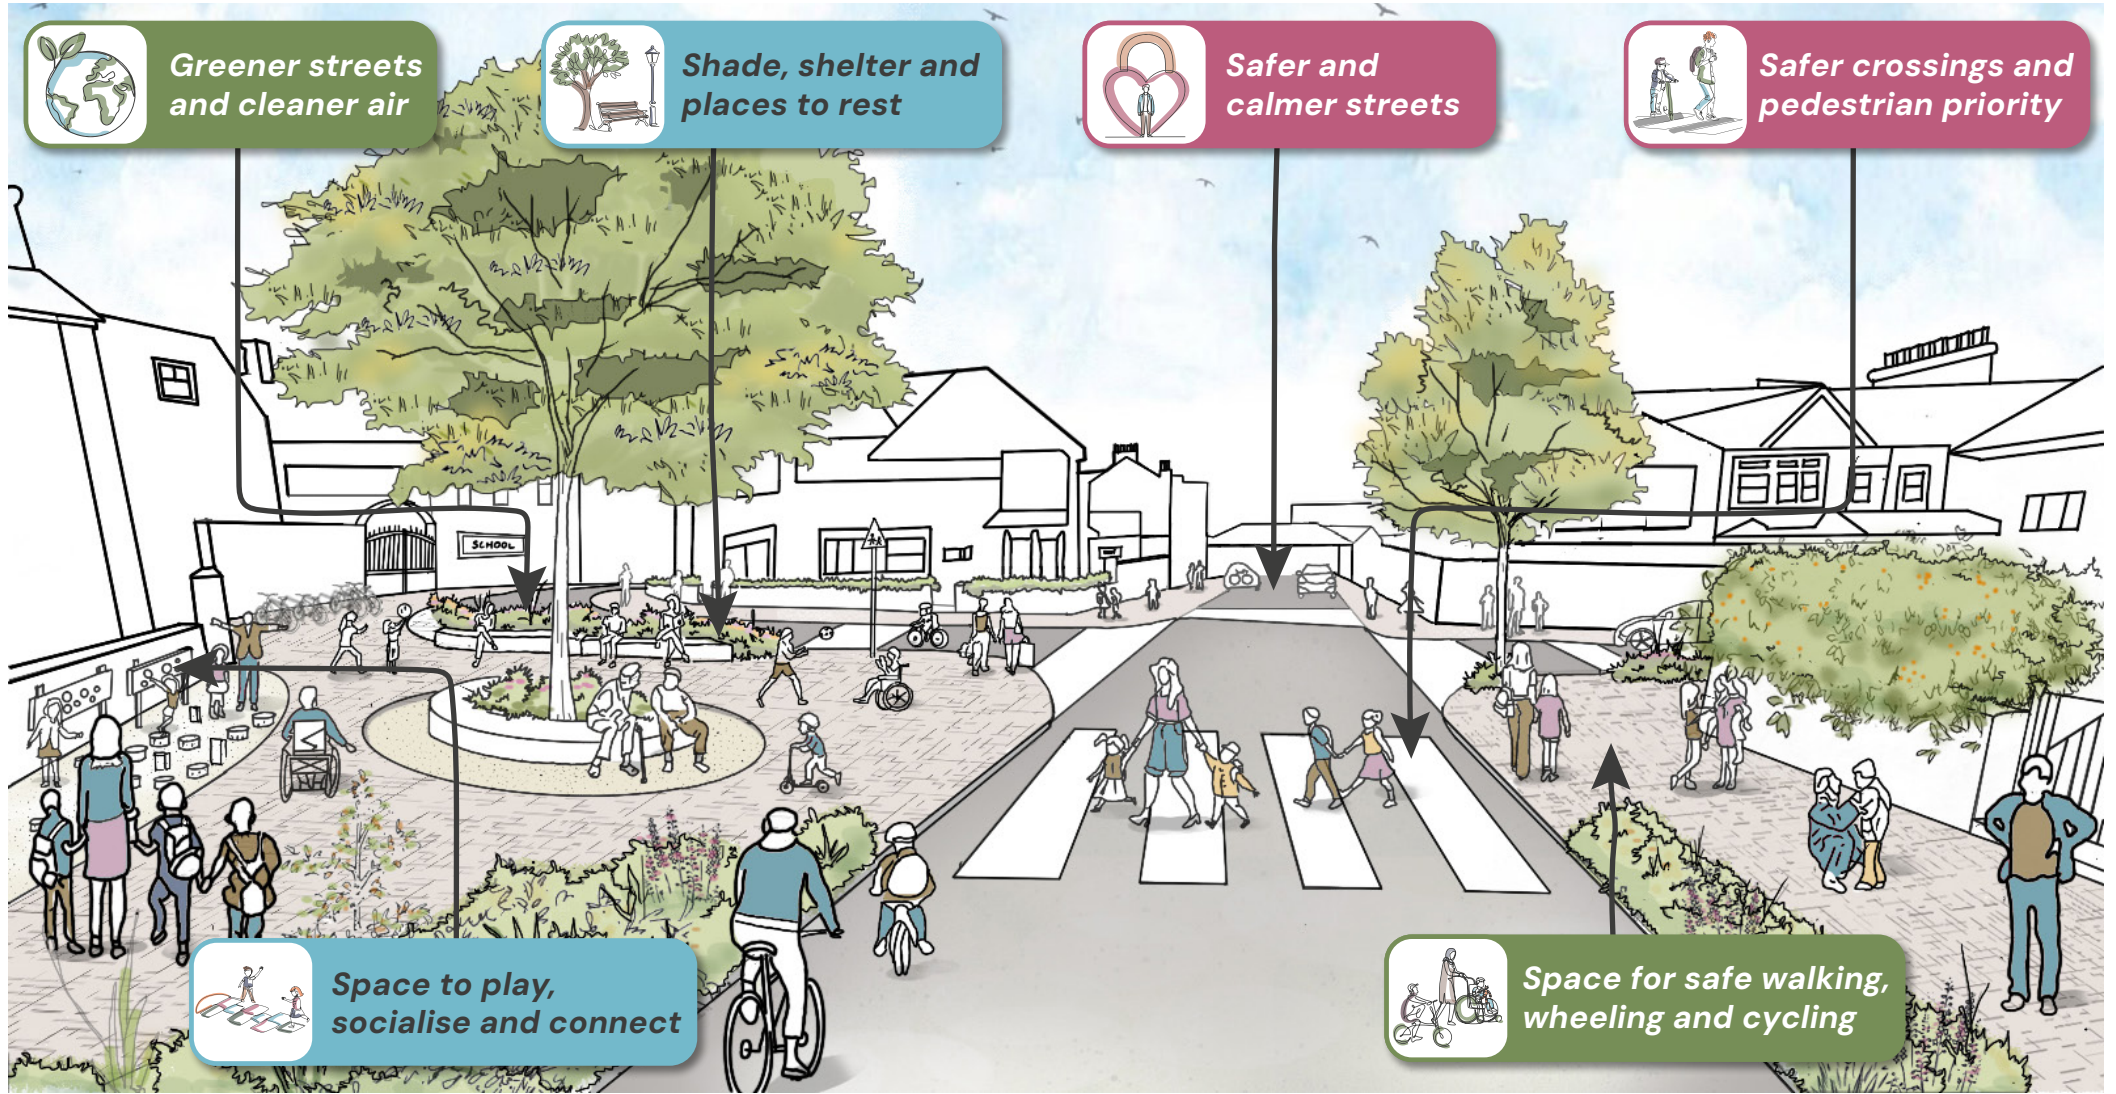 Greener streets
and cleaner air
Shade, shelter and
places to rest
Safer and
calmer streets
Safer crossings and
pedestrian priority
SCHOOL
Space to play,
socialise and connect
Space for safe walking,
wheeling and cycling